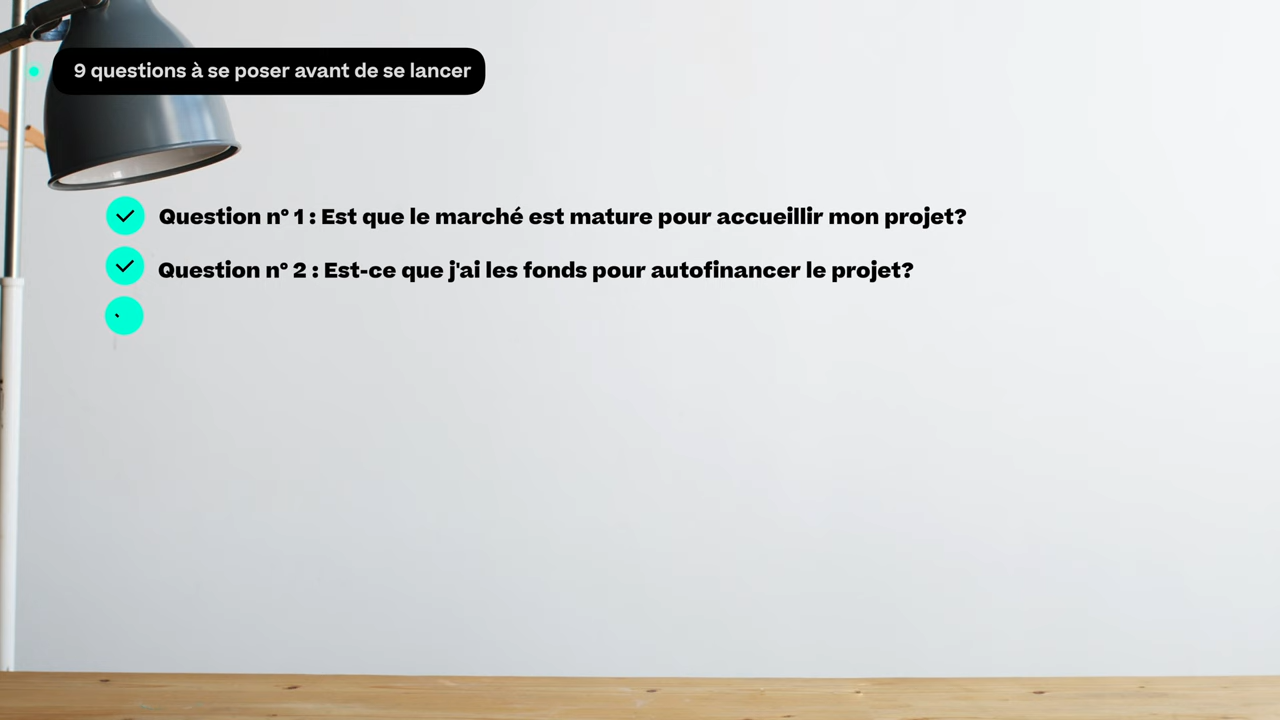 9 questions à se poser avant de se lancer
Question n° 1 : Est que le marché est mature pour accueillir mon projet?
Question n° 2 : Est-ce que j'ai les fonds pour autofinancer le projet?